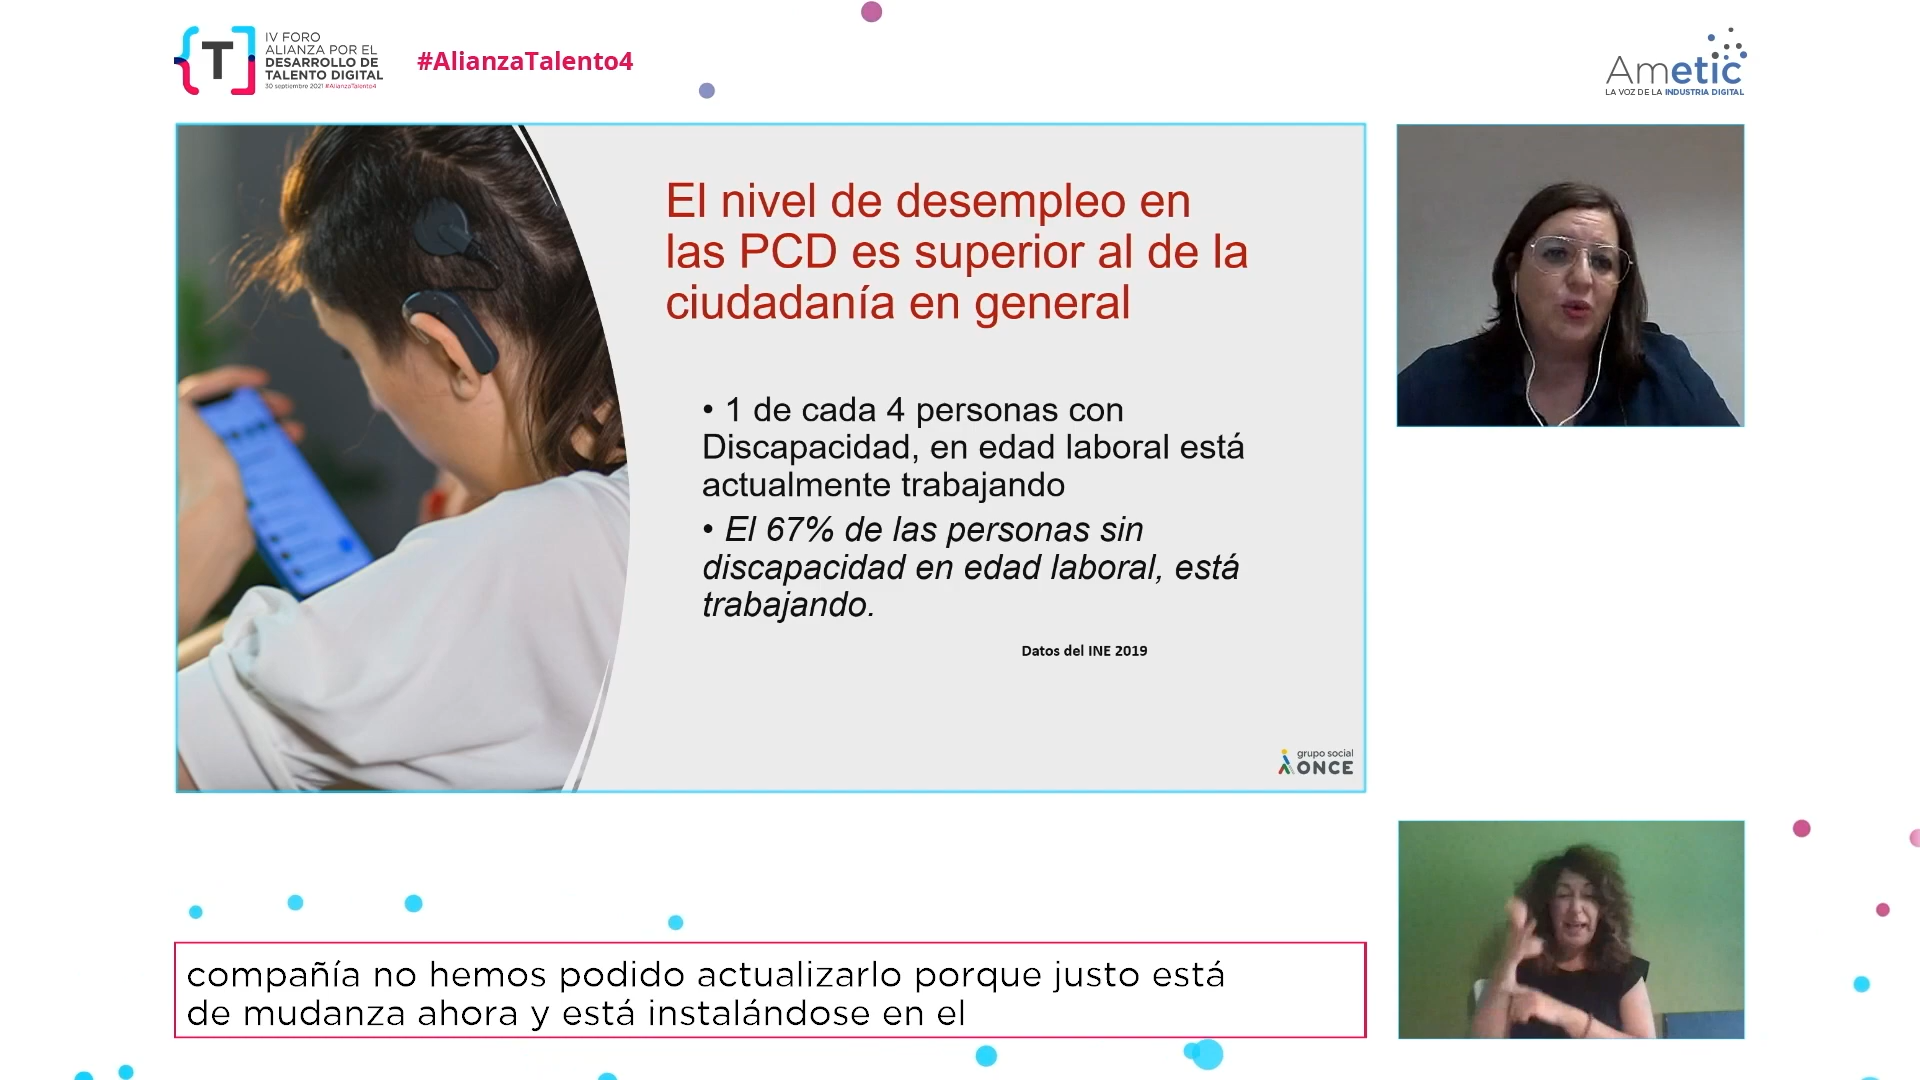 IV FORO
ALIANZA POR EL
DESARROLLO DE
TALENTO DIGITAL
30 septiembre 2021 #AlianzaTalento4
{T]
#AlianzaTalento4
Ametic
LA VOZ DE LA INDUSTRIA DIGITAL
El nivel de desempleo en
las PCD es superior al de la
ciudadanía en general
• 1 de cada 4 personas con
Discapacidad, en edad laboral está
actualmente trabajando
• El 67% de las personas sin
discapacidad en edad laboral, está
trabajando.
Datos del INE 2019
grupo social
ONCE
compañía no hemos podido actualizarlo porque justo está
de mudanza ahora y está instalándose en el